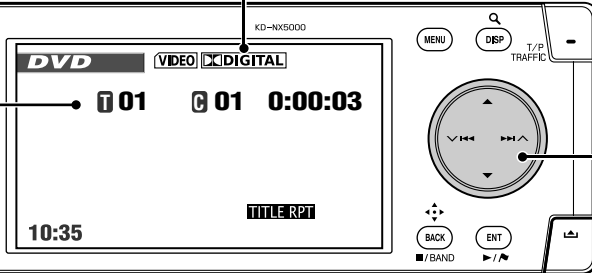 KD-NX5000
DVD VIDEO DIGITAL
T 01 C 01 0:00:03
TITLE RPT
10:35
MENU DISP
T/P
TRAFFIC
BACK ENT
/BAND